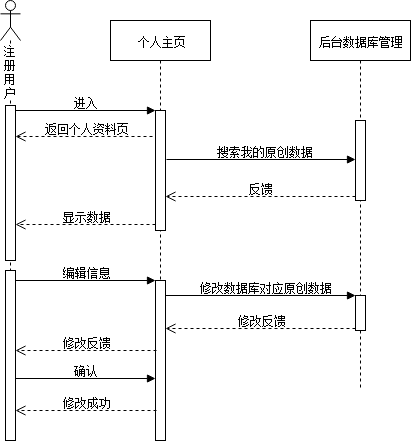 个人主页
后台数据库管理
注册用户
进入
返回个人资料页
搜索我的原创数据
反馈
显示数据
编辑信息
修改数据库对应原创数据
修改反馈
修改反馈
确认
修改成功